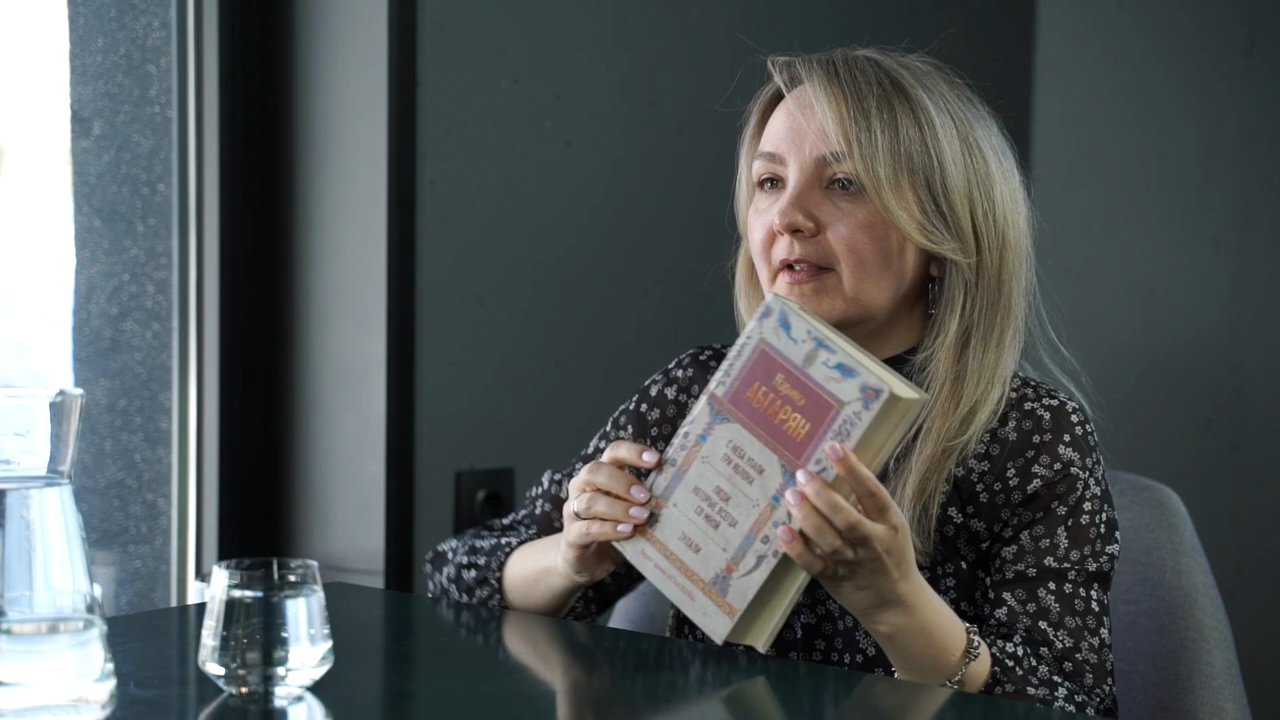 Наринэ
АБГАРЯН
С НЕБА УПАЛИ
ТРИ ЯБЛОКА
ЛЮДИ,
КОТОРЫЕ ВСЕГДА
СО МНОЙ
ЗУЛАЛИ